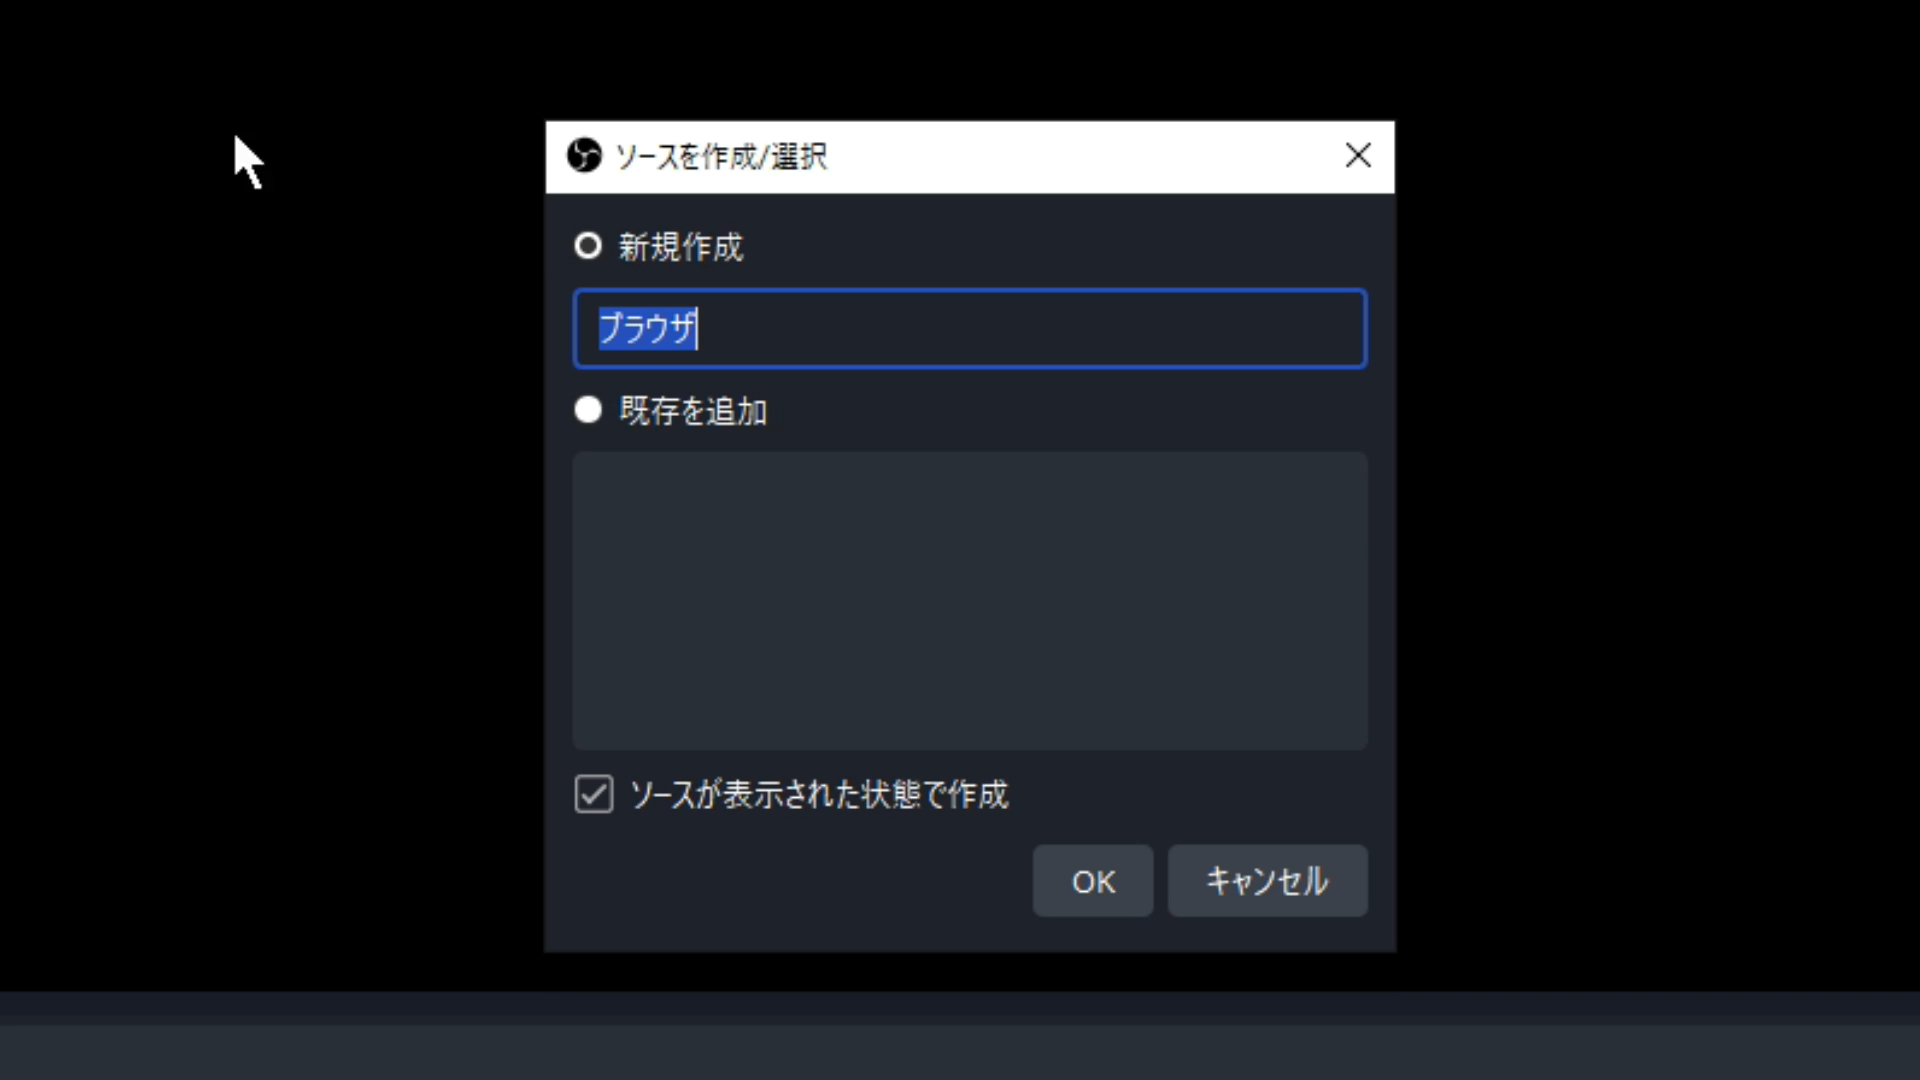 ソースを作成/選択
新規作成
ブラウザ
既存を追加
ソースが表示された状態で作成
OK
キャンセル